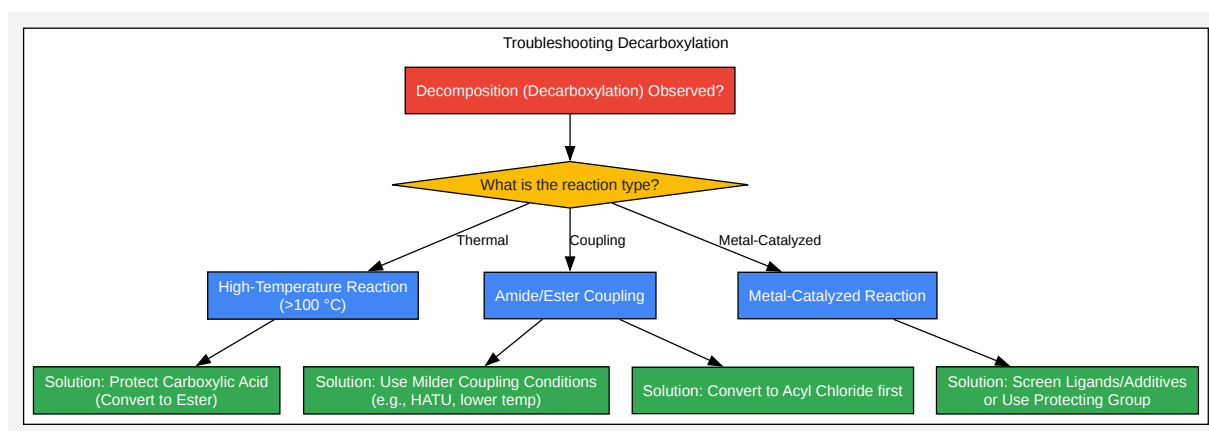 Troubleshooting Decarboxylation
Decomposition (Decarboxylation) Observed?
What is the reaction type?
Thermal
Coupling
Metal-Catalyzed
High-Temperature Reaction
(>100 °C)
Amide/Ester Coupling
Metal-Catalyzed Reaction
Solution: Protect Carboxylic Acid
(Convert to Ester)
Solution: Use Milder Coupling Conditions
(e.g., HATU, lower temp)
Solution: Convert to Acyl Chloride first
Solution: Screen Ligands/Additives
or Use Protecting Group